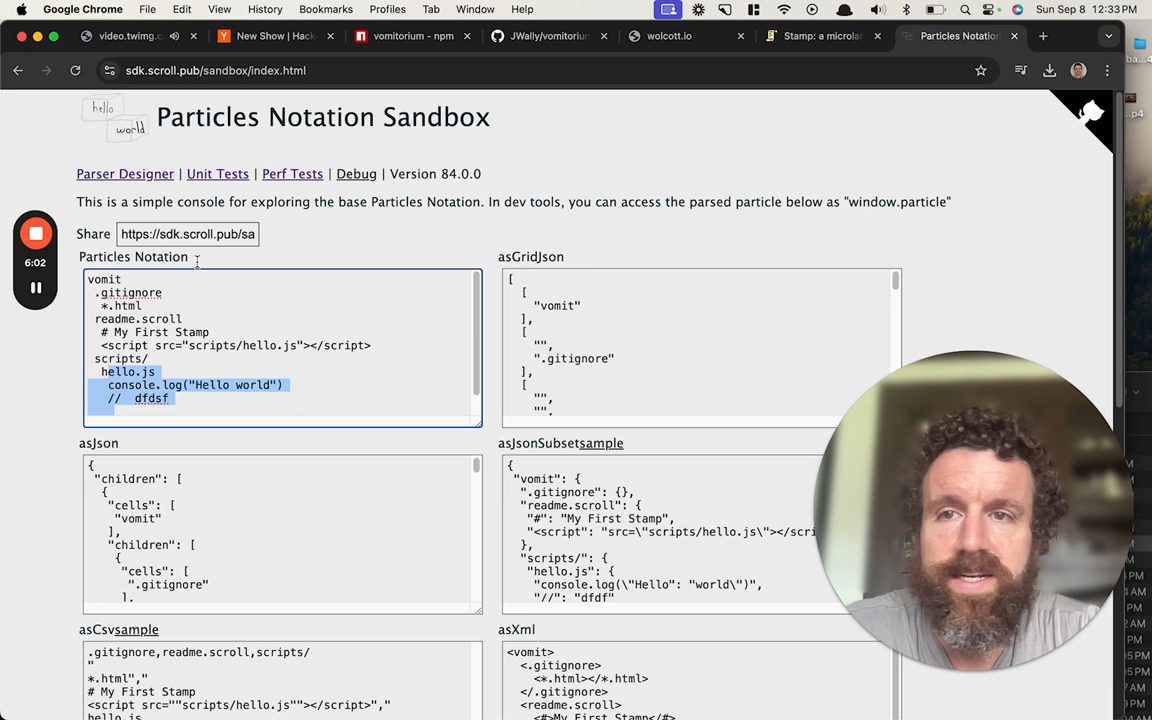 Google Chrome File Edit View History Bookmarks Profiles Tab Window Help Sun Sep 8 12:33 PM
video.twimg.c New Show | Hack vomitorium - npm JWally/vomitorium wolcott.io Stamp: a microlan Particles Notation
sdk.scroll.pub/sandbox/index.html
hello
world
Particles Notation Sandbox
Parser Designer | Unit Tests | Perf Tests | Debug | Version 84.0.0
This is a simple console for exploring the base Particles Notation. In dev tools, you can access the parsed particle below as "window.particle"
Share https://sdk.scroll.pub/sa
6:02
Particles Notation
vomit
.gitignore
*.html
readme.scroll
# My First Stamp
<script src="scripts/hello.js"></script>
scripts/
hello.js
console.log("Hello world")
// dfdsf
asGridJson
[
[
"vomit"
],
[
"",
".gitignore"
],
[
"",
"",
asJson
{
"children": [
{
"cells": [
"vomit"
],
"children": [
{
"cells": [
".gitignore"
],
asJsonSubsetsample
{
"vomit": {
".gitignore": {},
"readme.scroll": {
"#": "My First Stamp",
"<script": "src=\"scripts/hello.js\"></scri
},
"scripts/": {
"hello.js": {
"console.log(\"Hello": "world\")",
"//": "dfdf"
asCsvsample
.gitignore,readme.scroll,scripts/
"
*.html","
# My First Stamp
<script src=""scripts/hello.js""></script>","
hello.js
asXml
<vomit>
<.gitignore>
<*.html></*.html>
</.gitignore>
<readme.scroll>
<#>My First Stamp</#>